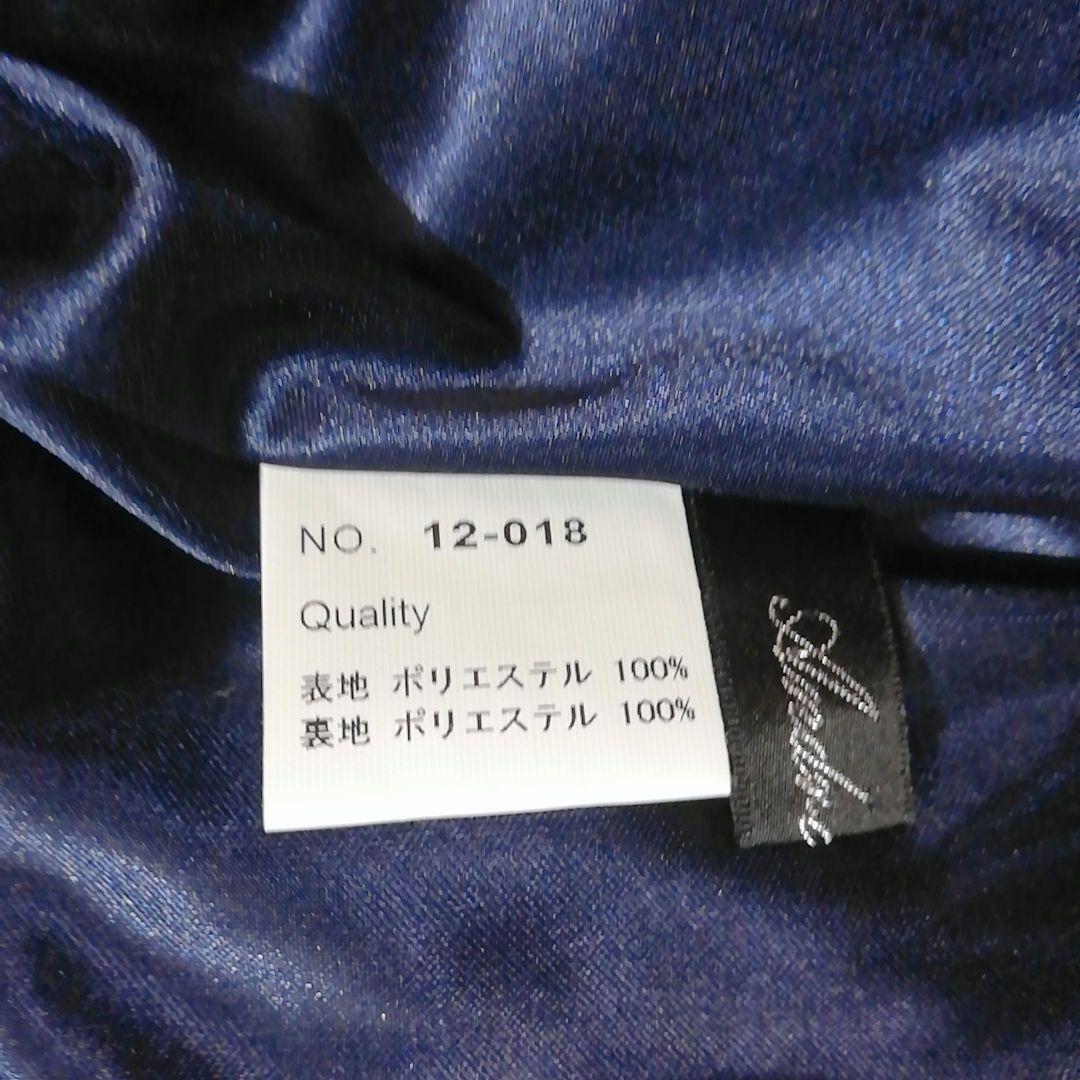 NO. 12-018
Quality
表地 ポリエステル 100%
裏地 ポリエステル 100%